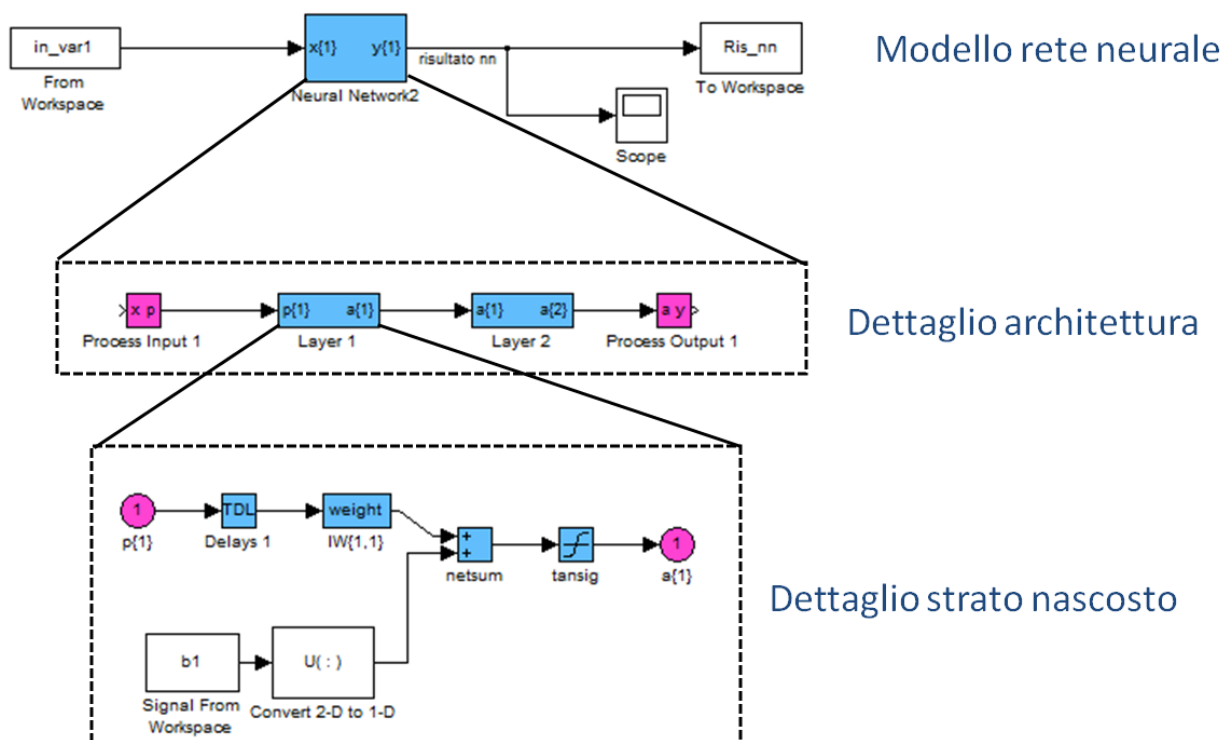 in_var1
From
Workspace
x{1}
y{1}
Neural Network2
risultato nn
Ris_nn
To Workspace
Scope
Modello rete neurale
x p
Process Input 1
p{1}
a{1}
Layer 1
a{1}
a{2}
Layer 2
a y
Process Output 1
Dettaglio architettura
1
p{1}
TDL
Delays 1
weight
IW{1,1}
+
+
netsum
tansig
1
a{1}
Dettaglio strato nascosto
b1
Signal From
Workspace
U( : )
Convert 2-D to 1-D